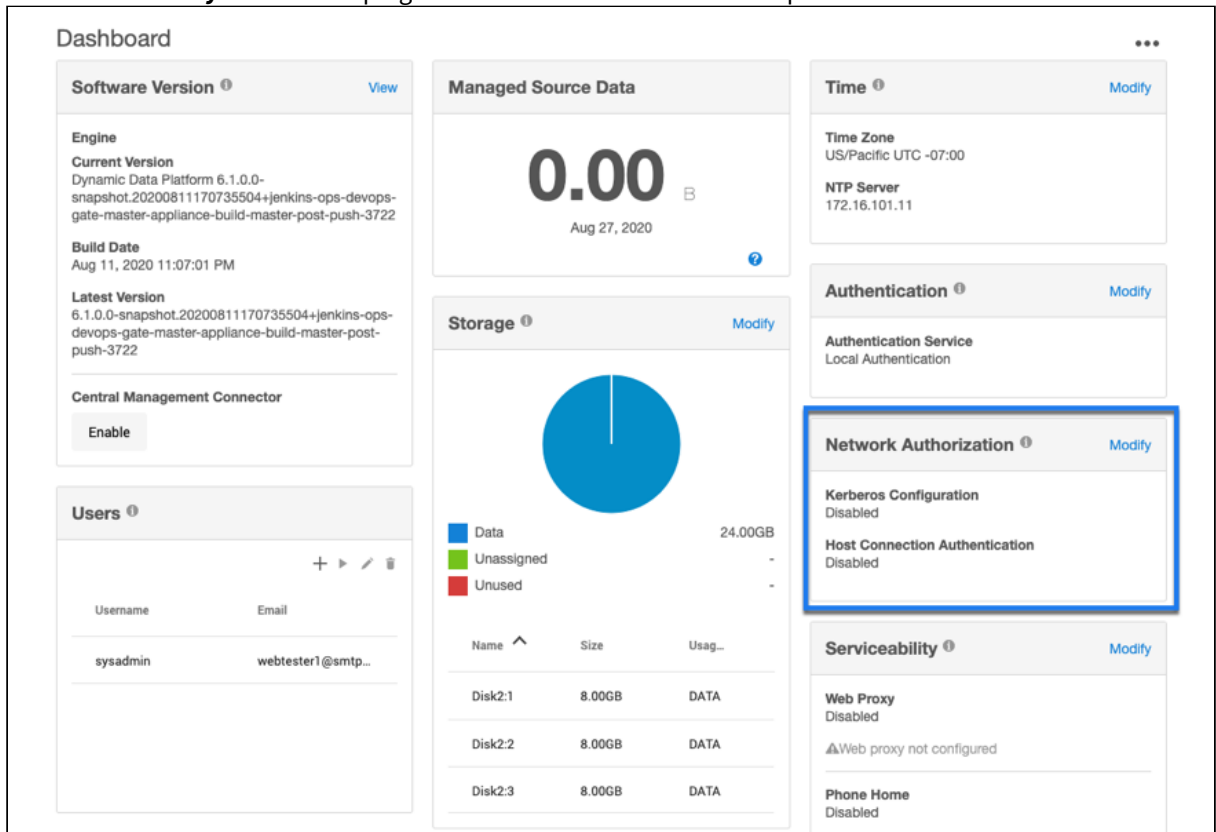 Dashboard
Software Version
View
Engine
Current Version
Dynamic Data Platform 6.1.0.0-
snapshot.20200811170735504+jenkins-ops-devops-
gate-master-appliance-build-master-post-push-3722
Build Date
Aug 11, 2020 11:07:01 PM
Latest Version
6.1.0.0-snapshot.20200811170735504+jenkins-ops-
devops-gate-master-appliance-build-master-post-
push-3722
Central Management Connector
Enable
Users
Username Email
sysadmin webtester1@smtp...
Managed Source Data
0.00 B
Aug 27, 2020
Storage
Modify
Data 24.00GB
Unassigned -
Unused -
Name Size Usag...
Disk2:1 8.00GB DATA
Disk2:2 8.00GB DATA
Disk2:3 8.00GB DATA
Time
Modify
Time Zone
US/Pacific UTC -07:00
NTP Server
172.16.101.11
Authentication
Modify
Authentication Service
Local Authentication
Network Authorization
Modify
Kerberos Configuration
Disabled
Host Connection Authentication
Disabled
Serviceability
Modify
Web Proxy
Disabled
Web proxy not configured
Phone Home
Disabled